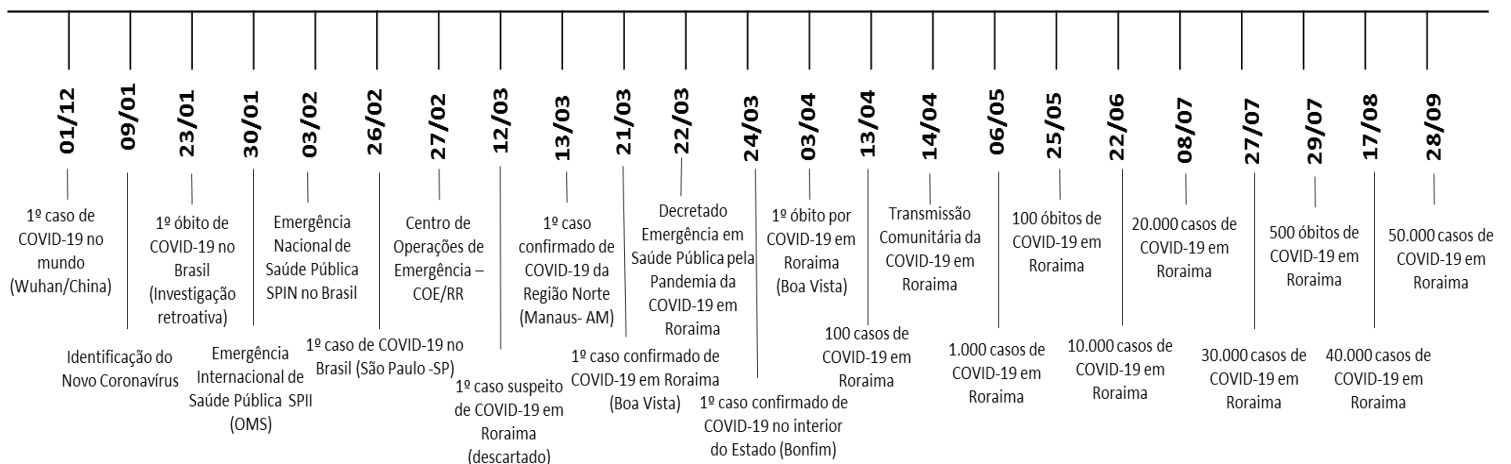 01/12
09/01
23/01
30/01
03/02
26/02
27/02
12/03
13/03
21/03
22/03
24/03
03/04
13/04
14/04
06/05
25/05
22/06
08/07
27/07
29/07
17/08
28/09
1º caso de
COVID-19 no
mundo
(Wuhan/China)
Identificação do
Novo Coronavírus
1º óbito de
COVID-19 no
Brasil
(Investigação
retroativa)
Emergência
Internacional de
Saúde Pública SPII
(OMS)
Emergência
Nacional de
Saúde Pública
SPIN no Brasil
1º caso de COVID-19 no
Brasil (São Paulo -SP)
Centro de
Operações de
Emergência –
COE/RR
1º caso suspeito
de COVID-19 em
Roraima
(descartado)
1º caso
confirmado de
COVID-19 da
Região Norte
(Manaus- AM)
1º caso confirmado de
COVID-19 em Roraima
(Boa Vista)
Decretado
Emergência em
Saúde Pública pela
Pandemia da
COVID-19 em
Roraima
1º caso confirmado de
COVID-19 no interior
do Estado (Bonfim)
1º óbito por
COVID-19 em
Roraima
(Boa Vista)
100 casos de
COVID-19 em
Roraima
Transmissão
Comunitária da
COVID-19 em
Roraima
1.000 casos de
COVID-19 em
Roraima
100 óbitos de
COVID-19 em
Roraima
10.000 casos de
COVID-19 em
Roraima
20.000 casos de
COVID-19 em
Roraima
30.000 casos de
COVID-19 em
Roraima
500 óbitos de
COVID-19 em
Roraima
40.000 casos de
COVID-19 em
Roraima
50.000 casos de
COVID-19 em
Roraima